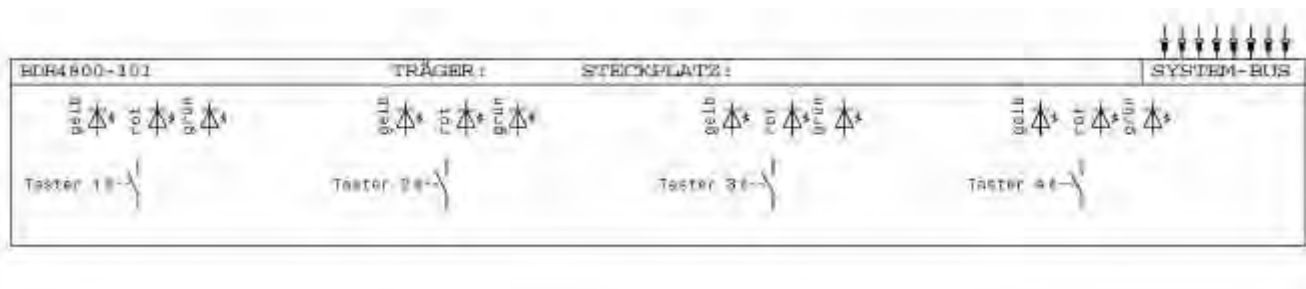 BDB4800-101 TRÄGER: STECKPLATZ: SYSTEM-BUS
gelb rot grün gelb rot grün gelb rot grün gelb rot grün
Taster 1 Taster 2 Taster 3 Taster 4